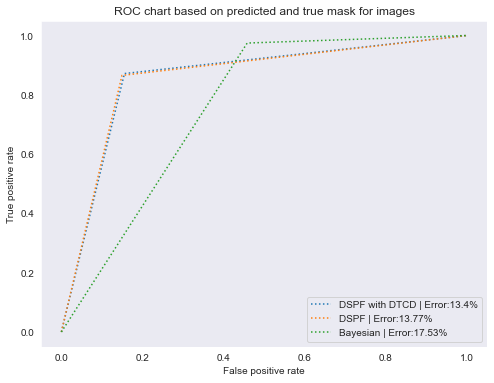 ROC chart based on predicted and true mask for images
True positive rate
1.0
0.8
0.6
0.4
0.2
0.0
DSPF with DTCD | Error:13.4%
DSPF | Error:13.77%
Bayesian | Error:17.53%
0.0 0.2 0.4 0.6 0.8 1.0
False positive rate